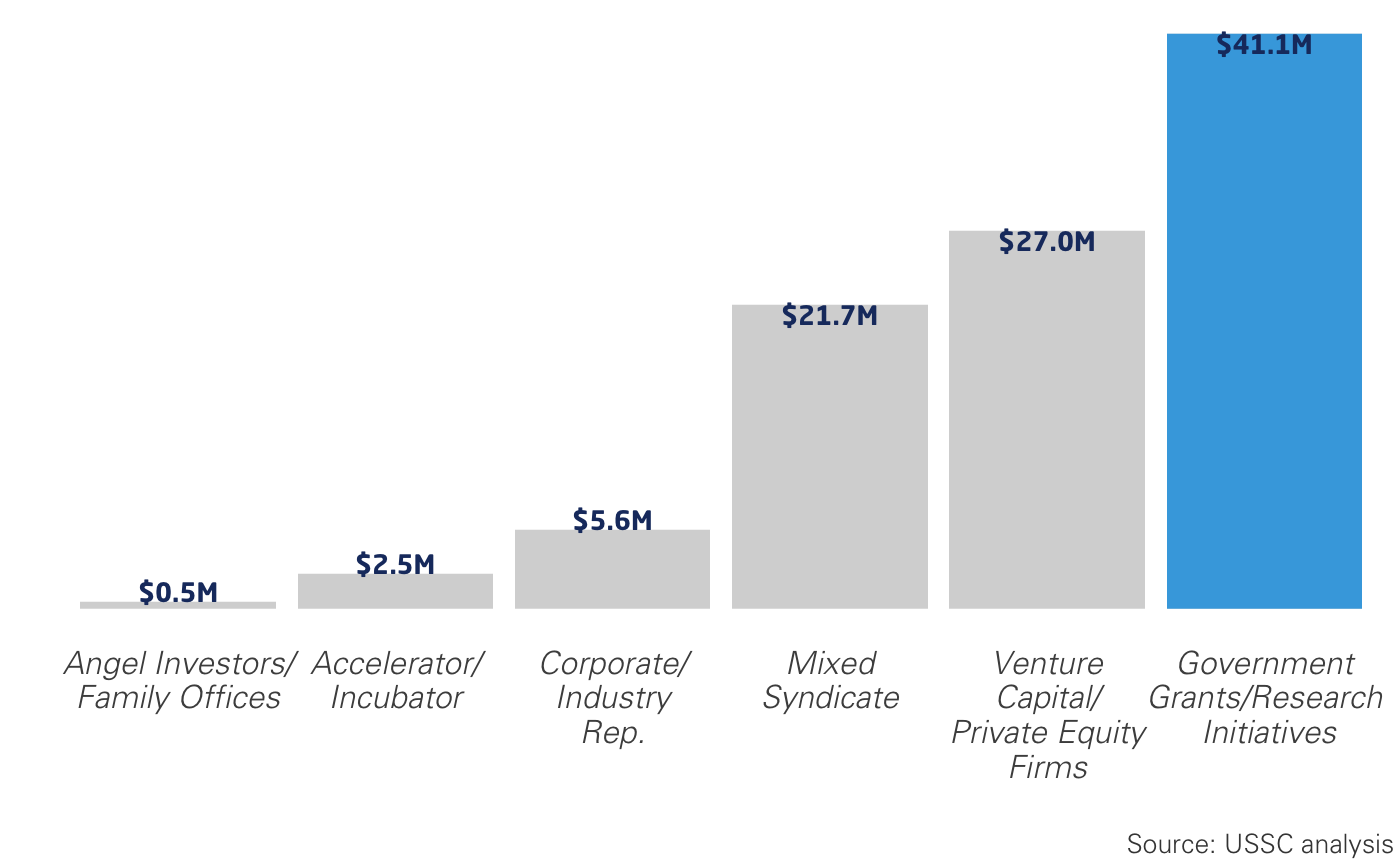 $41.1M
$27.0M
$21.7M
$5.6M
$2.5M
$0.5M
Angel Investors/
Family Offices
Accelerator/
Incubator
Corporate/
Industry
Rep.
Mixed
Syndicate
Venture
Capital/
Private Equity
Firms
Government
Grants/Research
Initiatives
Source: USSC analysis